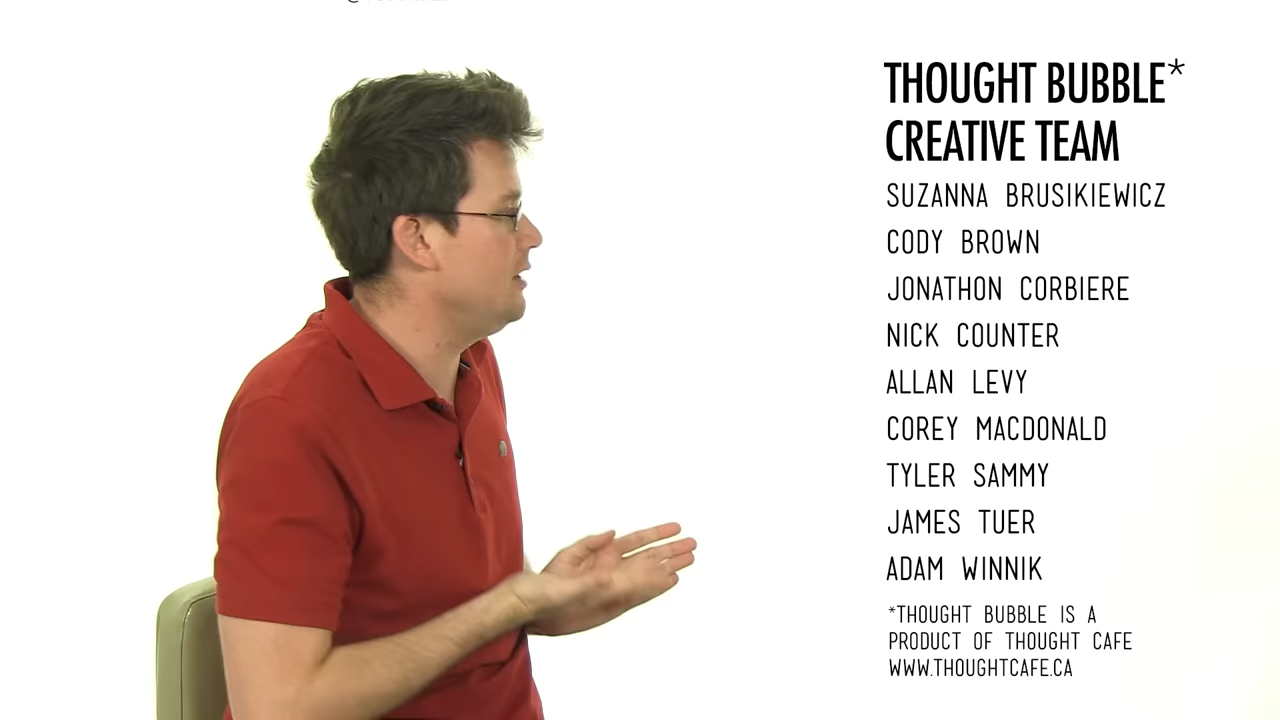 THOUGHT BUBBLE*
CREATIVE TEAM
SUZANNA BRUSIKIEWICZ
CODY BROWN
JONATHON CORBIERE
NICK COUNTER
ALLAN LEVY
COREY MACDONALD
TYLER SAMMY
JAMES TUER
ADAM WINNIK
*THOUGHT BUBBLE IS A
PRODUCT OF THOUGHT CAFE
WWW.THOUGHTCAFE.CA